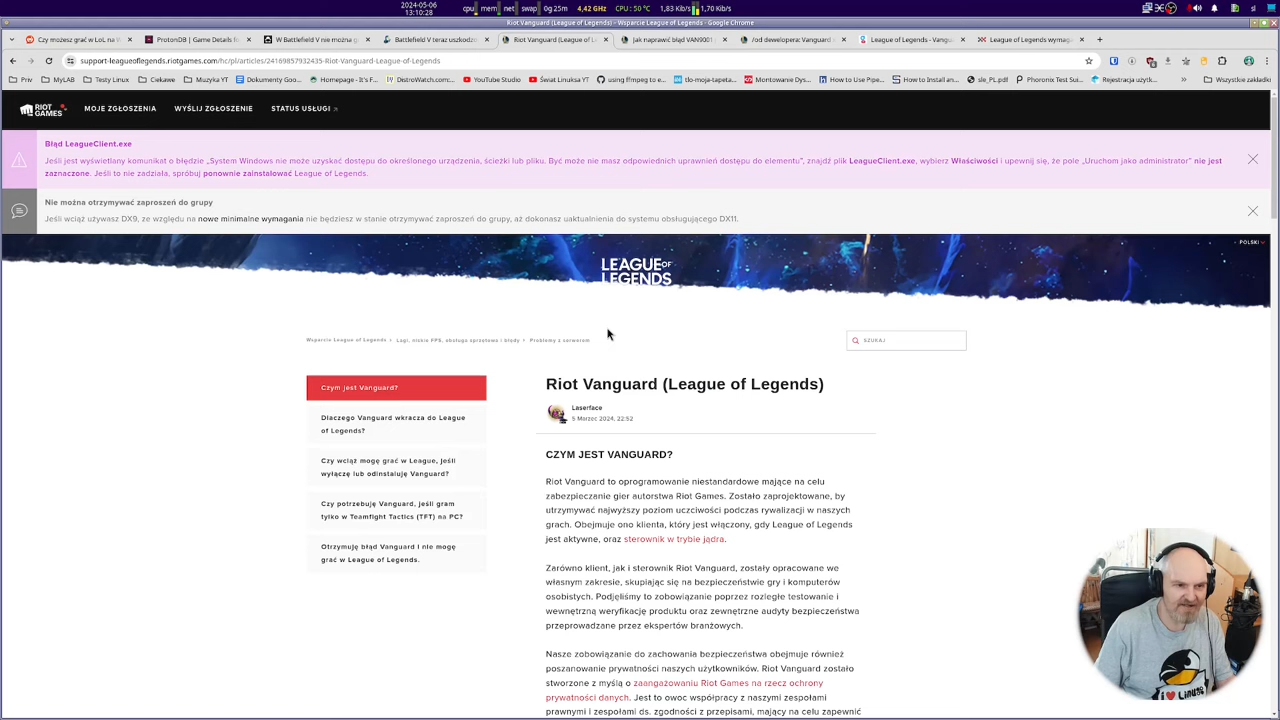 2024-05-06
13:10:28
cpu mem net swap 0g 25m 4,42 GHz CPU : 50 °C 1,83 Kib/s 1,70 Kib/s sl
Riot Vanguard (League of Legends) – Wsparcie League of Legends - Google Chrome
Czy możesz grać w LoL na W
ProtonDB | Game Details fo
W Battlefield V nie można g
Battlefield V teraz uszkodz
Riot Vanguard (League of L
Jak naprawić błąd VAN9001
/od dewelopera: Vanguard
League of Legends - Vangu
League of Legends wymaga
support-leagueoflegends.riotgames.com/hc/pl/articles/24169857932435-Riot-Vanguard-League-of-Legends
Priv
MyLAB
Testy Linux
Ciekawe
Muzyka YT
Dokumenty Goo...
Homepage - It's F...
DistroWatch.com...
YouTube Studio
Świat Linuksa YT
using ffmpeg to e...
tło-moja-tapeta...
Montowanie Dys...
How to Use Pipe...
How to Install an...
sle_PL.pdf
Phoronix Test Sui...
Rejestracja użytk...
Wszystkie zakładki
RIOT GAMES
MOJE ZGŁOSZENIA
WYŚLIJ ZGŁOSZENIE
STATUS USŁUGI
Błąd LeagueClient.exe
Jeśli jest wyświetlany komunikat o błędzie „System Windows nie może uzyskać dostępu do określonego urządzenia, ścieżki lub pliku. Być może nie masz odpowiednich uprawnień dostępu do elementu”, znajdź plik LeagueClient.exe, wybierz Właściwości i upewnij się, że pole „Uruchom jako administrator” nie jest
zaznaczone. Jeśli to nie zadziała, spróbuj ponownie zainstalować League of Legends.
Nie można otrzymywać zaproszeń do grupy
Jeśli wciąż używasz DX9, ze względu na nowe minimalne wymagania nie będziesz w stanie otrzymywać zaproszeń do grupy, aż dokonasz uaktualnienia do systemu obsługującego DX11.
POLSKI
LEAGUE OF
LEGENDS
Wsparcie League of Legends › Lagi, niskie FPS, obsługa sprzętowa i błędy › Problemy z serwerem
SZUKAJ
Czym jest Vanguard?
Dlaczego Vanguard wkracza do League
of Legends?
Czy wciąż mogę grać w League, jeśli
wyłączę lub odinstaluję Vanguard?
Czy potrzebuję Vanguard, jeśli gram
tylko w Teamfight Tactics (TFT) na PC?
Otrzymuję błąd Vanguard i nie mogę
grać w League of Legends.
Riot Vanguard (League of Legends)
Laserface
5 Marzec 2024, 22:52
CZYM JEST VANGUARD?
Riot Vanguard to oprogramowanie niestandardowe mające na celu
zabezpieczanie gier autorstwa Riot Games. Zostało zaprojektowane, by
utrzymywać najwyższy poziom uczciwości podczas rywalizacji w naszych
grach. Obejmuje ono klienta, który jest włączony, gdy League of Legends
jest aktywne, oraz sterownik w trybie jądra.
Zarówno klient, jak i sterownik Riot Vanguard, zostały opracowane we
własnym zakresie, skupiając się na bezpieczeństwie gry i komputerów
osobistych. Podjęliśmy to zobowiązanie poprzez rozległe testowanie i
wewnętrzną weryfikację produktu oraz zewnętrzne audyty bezpieczeństwa
przeprowadzane przez ekspertów branżowych.
Nasze zobowiązanie do zachowania bezpieczeństwa obejmuje również
poszanowanie prywatności naszych użytkowników. Riot Vanguard zostało
stworzone z myślą o zaangażowaniu Riot Games na rzecz ochrony
prywatności danych. Jest to owoc współpracy z naszymi zespołami
prawnymi i zespołami ds. zgodności z przepisami, mający na celu zapewnić
I ♥ Linux